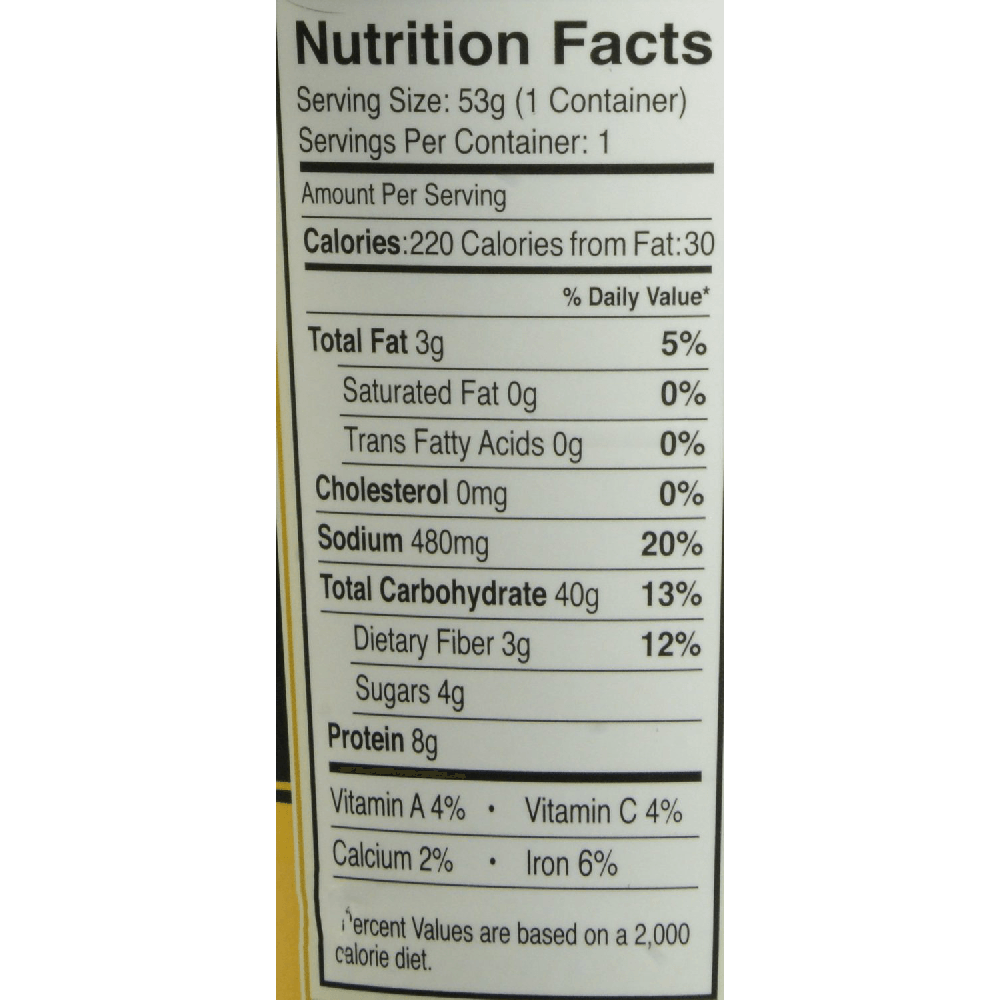 Nutrition Facts
Serving Size: 53g (1 Container)
Servings Per Container: 1
Amount Per Serving
Calories:220 Calories from Fat:30
% Daily Value*
Total Fat 3g 5%
Saturated Fat 0g 0%
Trans Fatty Acids 0g 0%
Cholesterol 0mg 0%
Sodium 480mg 20%
Total Carbohydrate 40g 13%
Dietary Fiber 3g 12%
Sugars 4g
Protein 8g
Vitamin A 4% • Vitamin C 4%
Calcium 2% • Iron 6%
Percent Values are based on a 2,000
calorie diet.